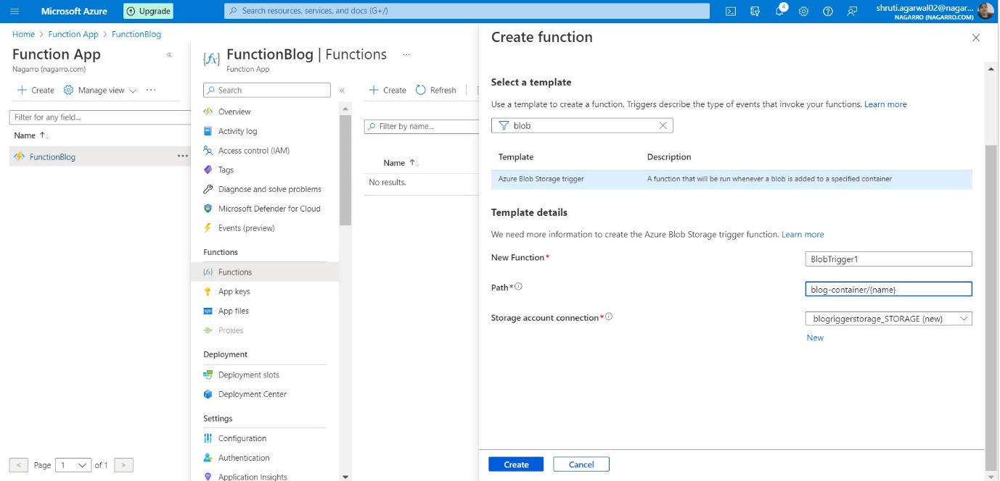 Microsoft Azure
Upgrade
Search resources, services, and docs (G+/)
4
shruti.agarwal02@nagar...
NAGARRO (NAGARRO.COM)
Home > Function App > FunctionBlog
Function App
«
Nagarro (nagarro.com)
+ Create Manage view ...
Filter for any field...
Name ↑↓
FunctionBlog ...
Page 1 of 1
< >
{fx} FunctionBlog | Functions ...
Function App
Search «
Overview
Activity log
Access control (IAM)
Tags
Diagnose and solve problems
Microsoft Defender for Cloud
Events (preview)
Functions
Functions
App keys
App files
Proxies
Deployment
Deployment slots
Deployment Center
Settings
Configuration
Authentication
Application Insights
+ Create Refresh
Filter by name...
Name ↑↓
No results.
Create function
Select a template
Use a template to create a function. Triggers describe the type of events that invoke your functions. Learn more
blob
Template Description
Azure Blob Storage trigger A function that will be run whenever a blob is added to a specified container
Template details
We need more information to create the Azure Blob Storage trigger function. Learn more
New Function* BlobTrigger1
Path* blog-container/{name}
Storage account connection* blogriggerstorage_STORAGE (new)
New
Create Cancel